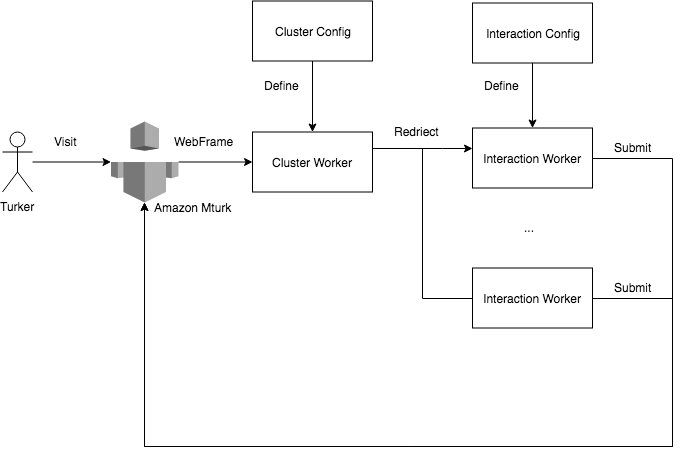 Cluster Config
Interaction Config
Define
Define
Visit
WebFrame
Redriect
Submit
Cluster Worker
Interaction Worker
Turker
Amazon Mturk
...
Submit
Interaction Worker